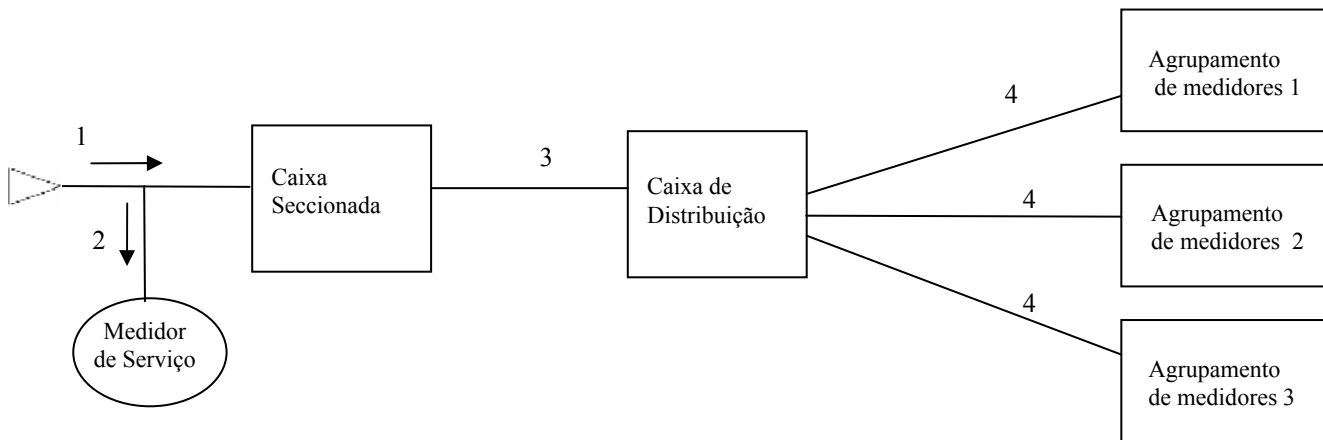 Agrupamento
de medidores 1
4
1
3
Caixa
Seccionada
Caixa de
Distribuição
4
Agrupamento
de medidores 2
2
4
Medidor
de Serviço
Agrupamento
de medidores 3